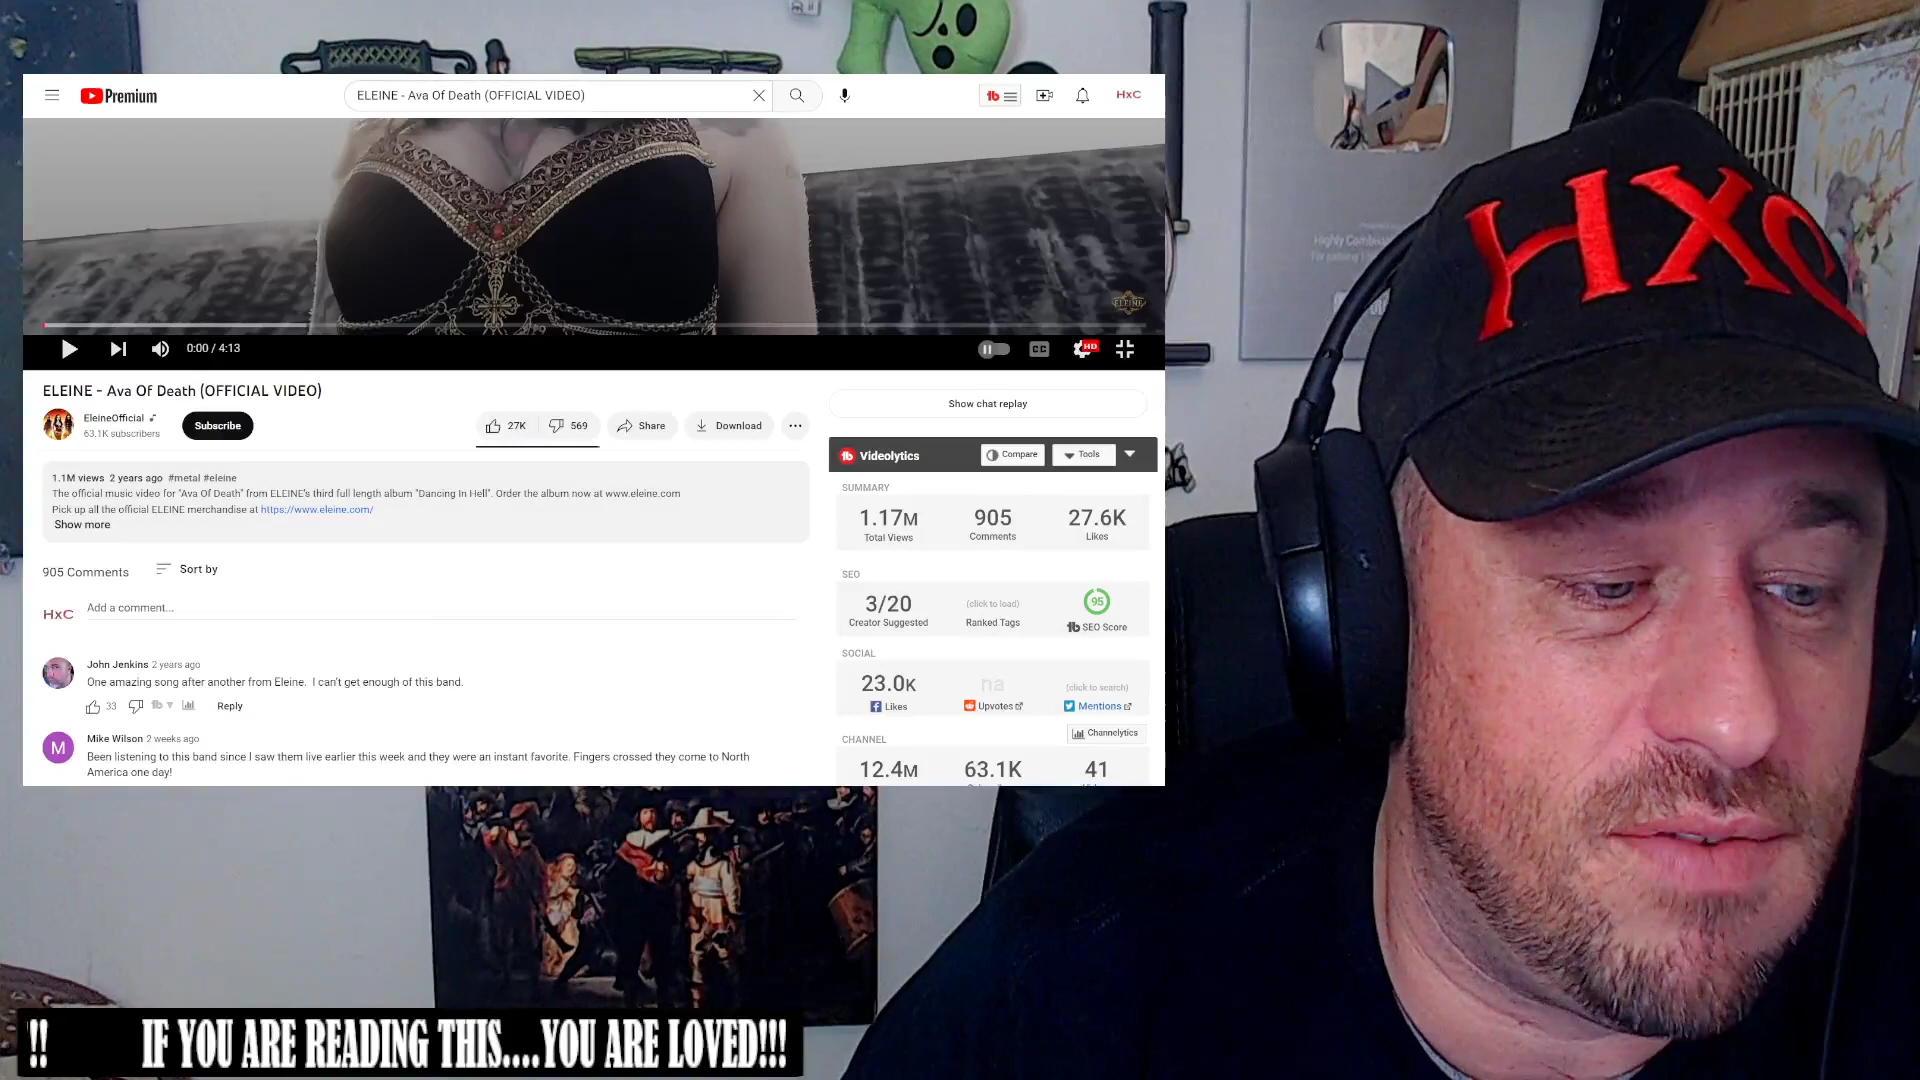 Premium
ELEINE - Ava Of Death (OFFICIAL VIDEO)
HxC
ELEINE
0:00 / 4:13
CC
HD
ELEINE - Ava Of Death (OFFICIAL VIDEO)
EleineOfficial
63.1K subscribers
Subscribe
27K
569
Share
Download
1.1M views 2 years ago #metal #eleine
The official music video for "Ava Of Death" from ELEINE's third full length album "Dancing In Hell". Order the album now at www.eleine.com
Pick up all the official ELEINE merchandise at https://www.eleine.com/
Show more
905 Comments
Sort by
HxC
Add a comment...
John Jenkins 2 years ago
One amazing song after another from Eleine. I can't get enough of this band.
33
Reply
M
Mike Wilson 2 weeks ago
Been listening to this band since I saw them live earlier this week and they were an instant favorite. Fingers crossed they come to North
America one day!
Show chat replay
Videolytics
Compare
Tools
SUMMARY
1.17M 905 27.6K
Total Views Comments Likes
SEO
3/20 (click to load) 95
Creator Suggested Ranked Tags SEO Score
SOCIAL
23.0K na (click to search)
Likes Upvotes Mentions
CHANNEL
Channelytics
12.4M 63.1K 41
HXC
Friend
!! IF YOU ARE READING THIS....YOU ARE LOVED!!!